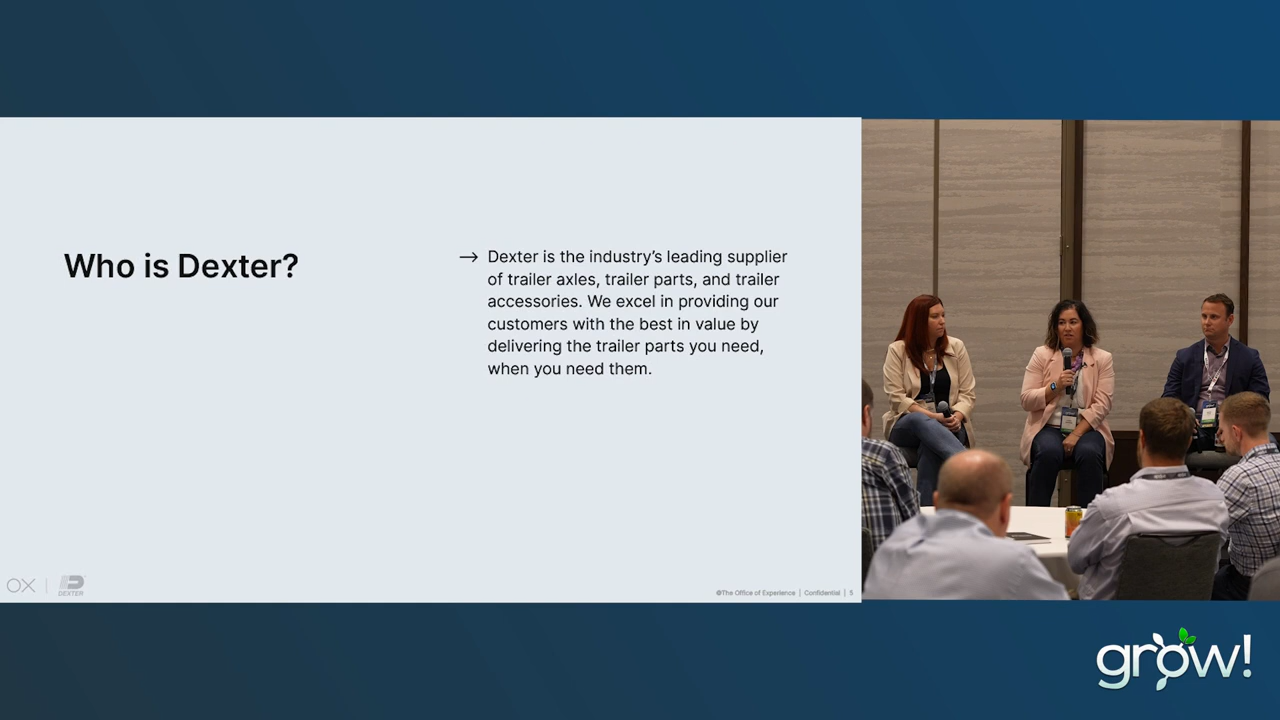 Who is Dexter?
→ Dexter is the industry’s leading supplier
of trailer axles, trailer parts, and trailer
accessories. We excel in providing our
customers with the best in value by
delivering the trailer parts you need,
when you need them.
OX
DEXTER
©The Office of Experience | Confidential | 5
grow!